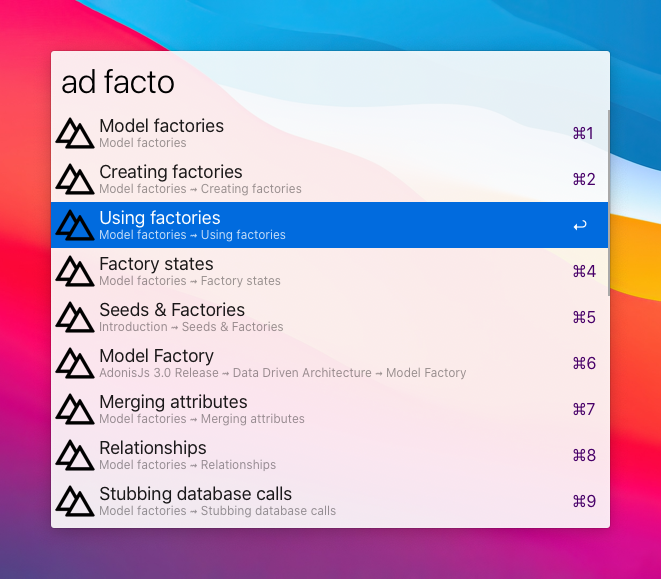 ad facto
Model factories
⌘1
Model factories
Creating factories
⌘2
Model factories → Creating factories
Using factories
↩
Model factories → Using factories
Factory states
⌘4
Model factories → Factory states
Seeds & Factories
⌘5
Introduction → Seeds & Factories
Model Factory
⌘6
AdonisJs 3.0 Release → Data Driven Architecture → Model Factory
Merging attributes
⌘7
Model factories → Merging attributes
Relationships
⌘8
Model factories → Relationships
Stubbing database calls
⌘9
Model factories → Stubbing database calls